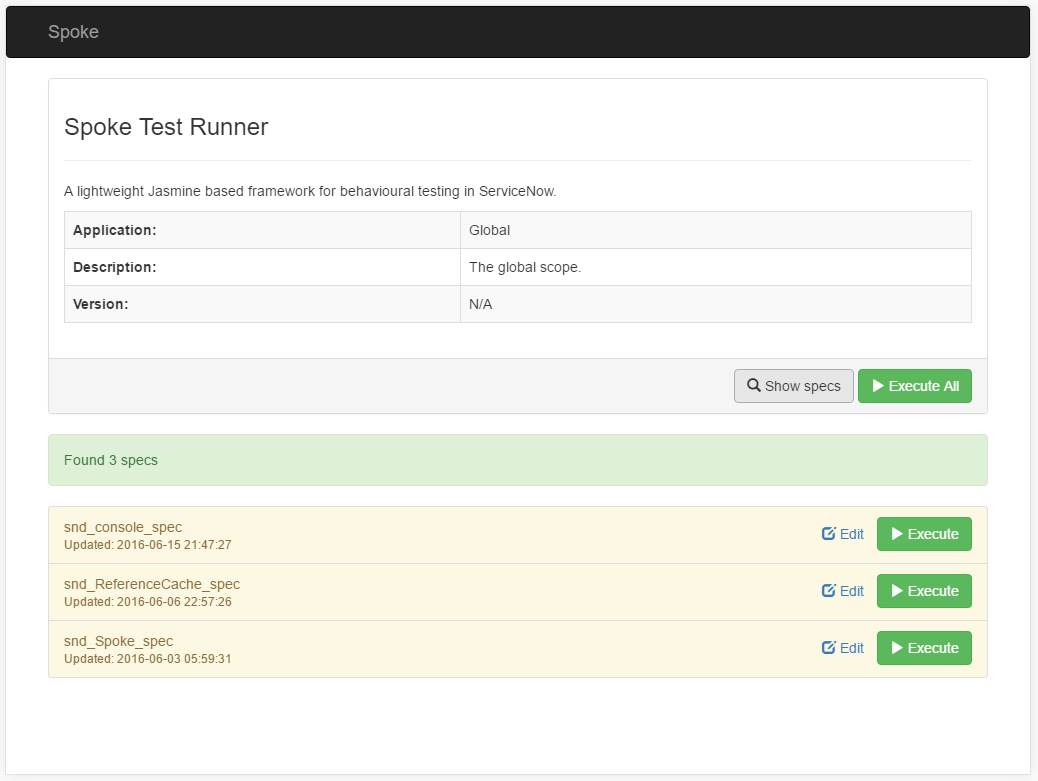 Spoke
Spoke Test Runner
A lightweight Jasmine based framework for behavioural testing in ServiceNow.
Application: Global
Description: The global scope.
Version: N/A
Show specs Execute All
Found 3 specs
snd_console_spec
Updated: 2016-06-15 21:47:27
Edit Execute
snd_ReferenceCache_spec
Updated: 2016-06-06 22:57:26
Edit Execute
snd_Spoke_spec
Updated: 2016-06-03 05:59:31
Edit Execute